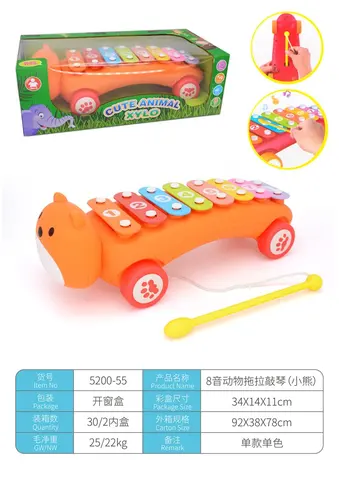 CUTE ANIMAL
XYLO
货号 Item No 5200-55 产品名称 Product Name 8音动物拖拉敲琴(小熊)
包装 Package 开窗盒 彩盒尺寸 Package Size 34X14X11cm
装箱数 Quantity 30/2内盒 外箱规格 Carton Size 92X38X78cm
毛净重 GW/NW 25/22kg 备注 Remark 单款单色